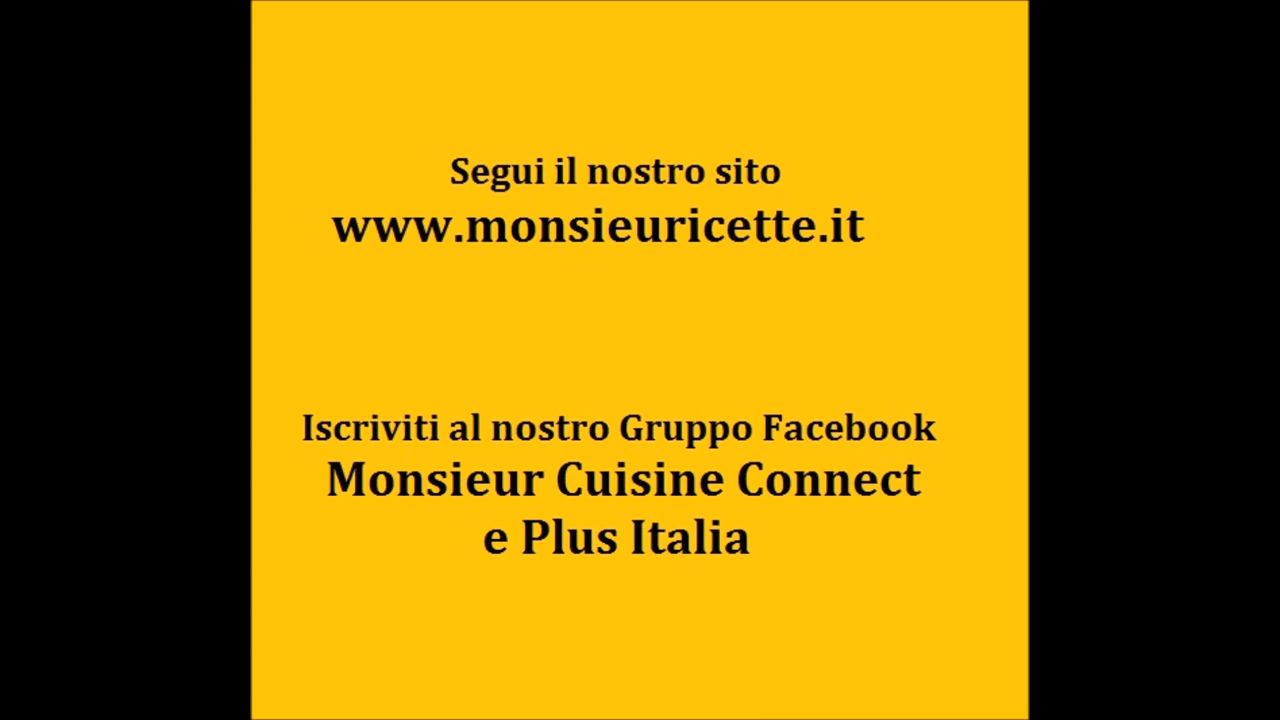 Segui il nostro sito
www.monsieuricette.it
Iscriviti al nostro Gruppo Facebook
Monsieur Cuisine Connect
e Plus Italia